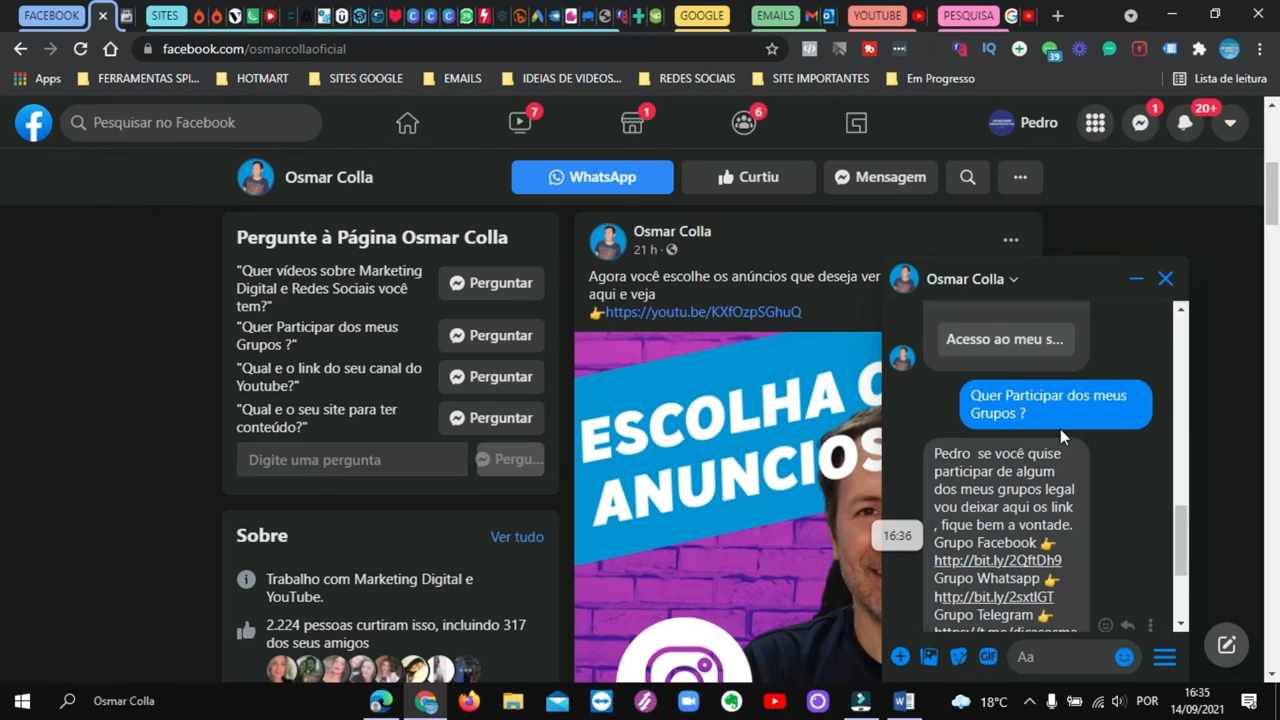 FACEBOOK
SITES
GOOGLE
EMAILS
YOUTUBE
PESQUISA
facebook.com/osmarcollaoficial
39
Apps
FERRAMENTAS SPI...
HOTMART
SITES GOOGLE
EMAILS
IDEIAS DE VIDEOS...
REDES SOCIAIS
SITE IMPORTANTES
Em Progresso
Lista de leitura
Pesquisar no Facebook
7
1
6
Pedro
1
20+
Osmar Colla
WhatsApp
Curtiu
Mensagem
Pergunte à Página Osmar Colla
"Quer vídeos sobre Marketing
Digital e Redes Sociais você
tem?"
Perguntar
"Quer Participar dos meus
Grupos ?"
Perguntar
"Qual e o link do seu canal do
Youtube?"
Perguntar
"Qual e o seu site para ter
conteúdo?"
Perguntar
Digite uma pergunta
Pergu...
Sobre
Ver tudo
Trabalho com Marketing Digital e
YouTube.
2.224 pessoas curtiram isso, incluindo 317
dos seus amigos
Osmar Colla
21 h ·
Agora você escolhe os anúncios que deseja ver
aqui e veja
👉https://youtu.be/KXfOzpSGhuQ
ESCOLHA O
ANUNCIOS
Osmar Colla
Acesso ao meu s...
Quer Participar dos meus
Grupos ?
Pedro se você quise
participar de algum
dos meus grupos legal
vou deixar aqui os link
, fique bem a vontade.
Grupo Facebook 👉
http://bit.ly/2QftDh9
Grupo Whatsapp 👉
http://bit.ly/2sxtIGT
Grupo Telegram 👉
16:36
GIF
Aa
Osmar Colla
18°C
POR
16:35
14/09/2021